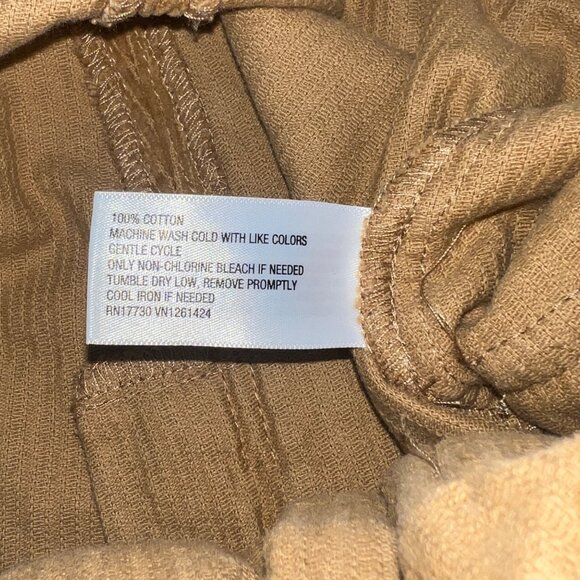 100% COTTON
MACHINE WASH COLD WITH LIKE COLORS
GENTLE CYCLE
ONLY NON-CHLORINE BLEACH IF NEEDED
TUMBLE DRY LOW, REMOVE PROMPTLY
COOL IRON IF NEEDED
RN17730 VN1261424